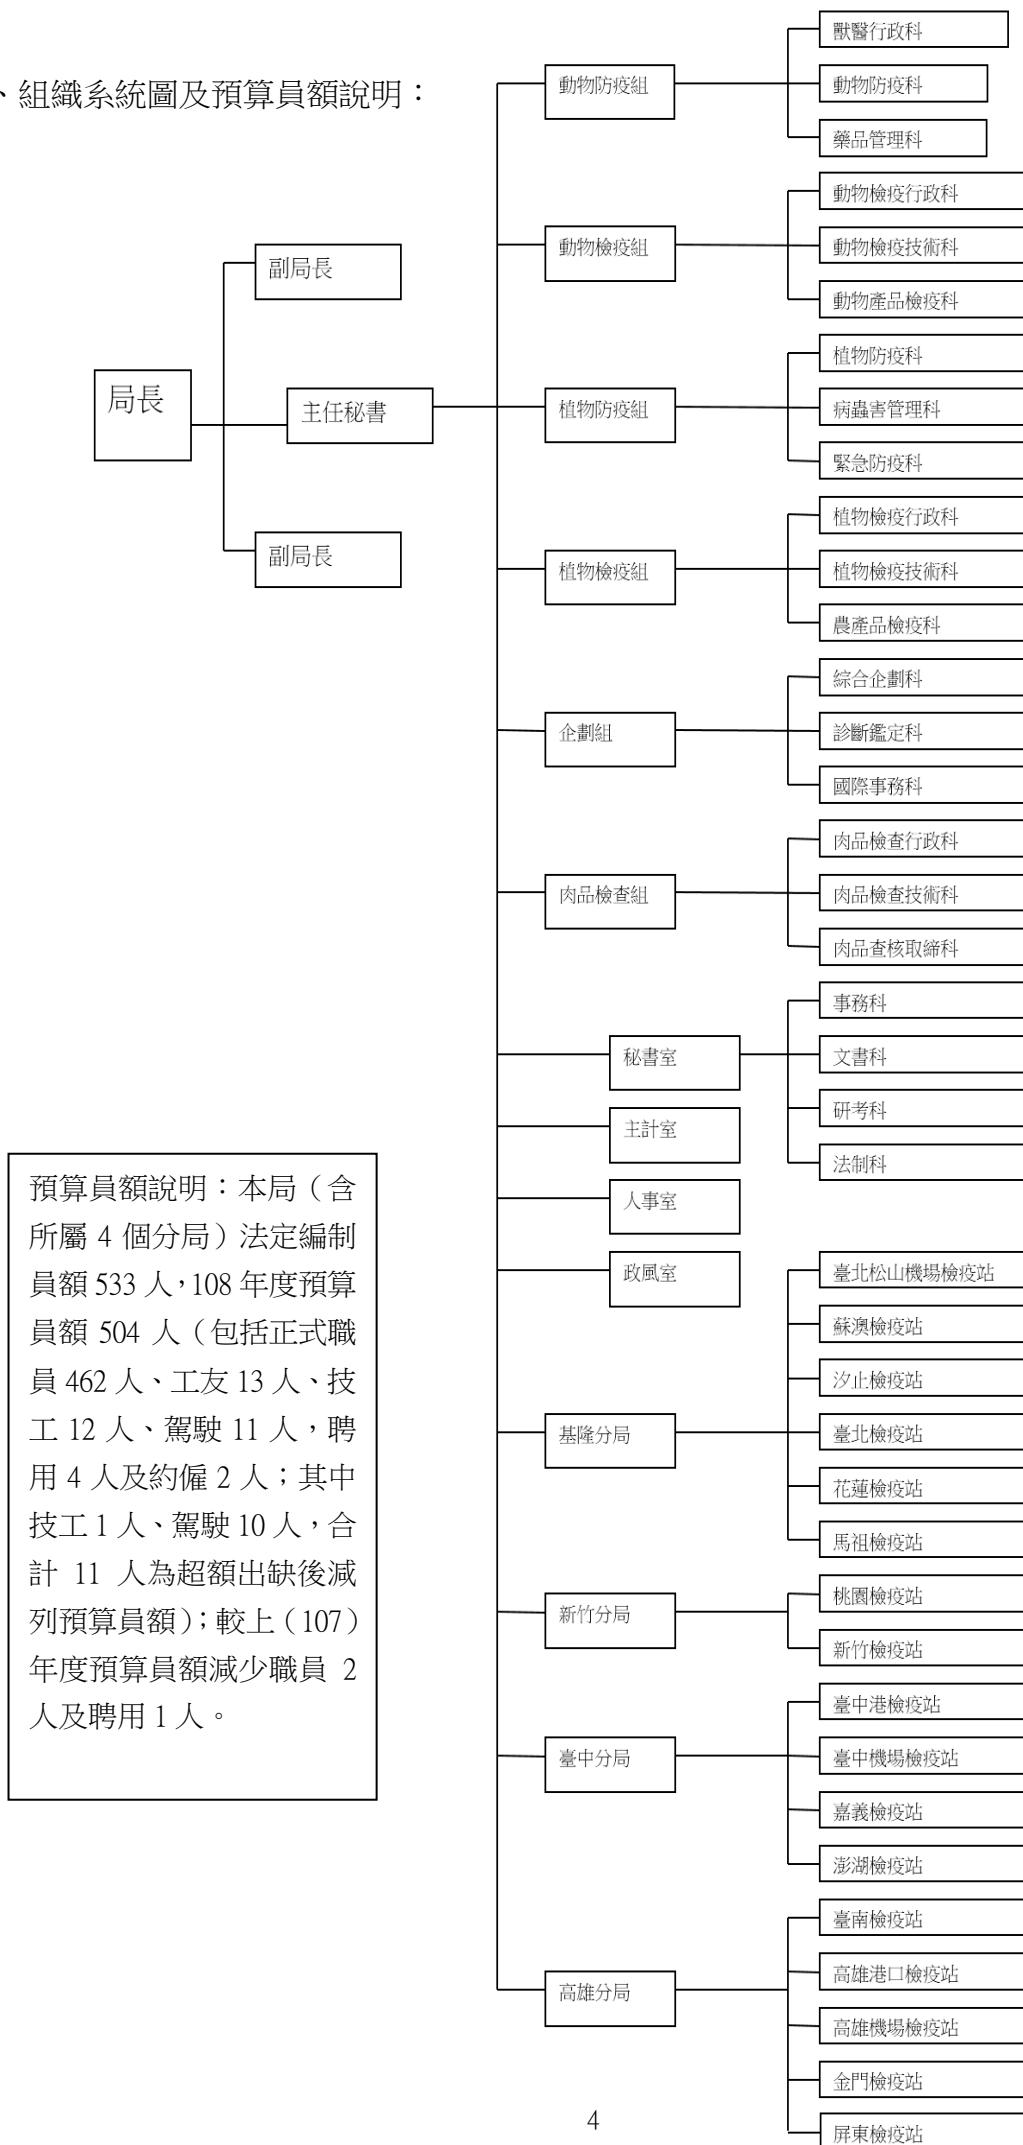 、組織系統圖及預算員額說明：
局長
副局長
主任秘書
副局長
動物防疫組
獸醫行政科
動物防疫科
藥品管理科
動物檢疫組
動物檢疫行政科
動物檢疫技術科
動物產品檢疫科
植物防疫組
植物防疫科
病蟲害管理科
緊急防疫科
植物檢疫組
植物檢疫行政科
植物檢疫技術科
農產品檢疫科
企劃組
綜合企劃科
診斷鑑定科
國際事務科
肉品檢查組
肉品檢查行政科
肉品檢查技術科
肉品查核取締科
秘書室
事務科
文書科
研考科
法制科
主計室
人事室
政風室
基隆分局
臺北松山機場檢疫站
蘇澳檢疫站
汐止檢疫站
臺北檢疫站
花蓮檢疫站
馬祖檢疫站
新竹分局
桃園檢疫站
新竹檢疫站
臺中分局
臺中港檢疫站
臺中機場檢疫站
嘉義檢疫站
澎湖檢疫站
高雄分局
臺南檢疫站
高雄港口檢疫站
高雄機場檢疫站
金門檢疫站
屏東檢疫站
預算員額說明：本局（含
所屬 4 個分局）法定編制
員額 533 人，108 年度預算
員額 504 人（包括正式職
員 462 人、工友 13 人、技
工 12 人、駕駛 11 人，聘
用 4 人及約僱 2 人；其中
技工 1 人、駕駛 10 人，合
計 11 人為超額出缺後減
列預算員額）；較上（107）
年度預算員額減少職員 2
人及聘用 1 人。
4